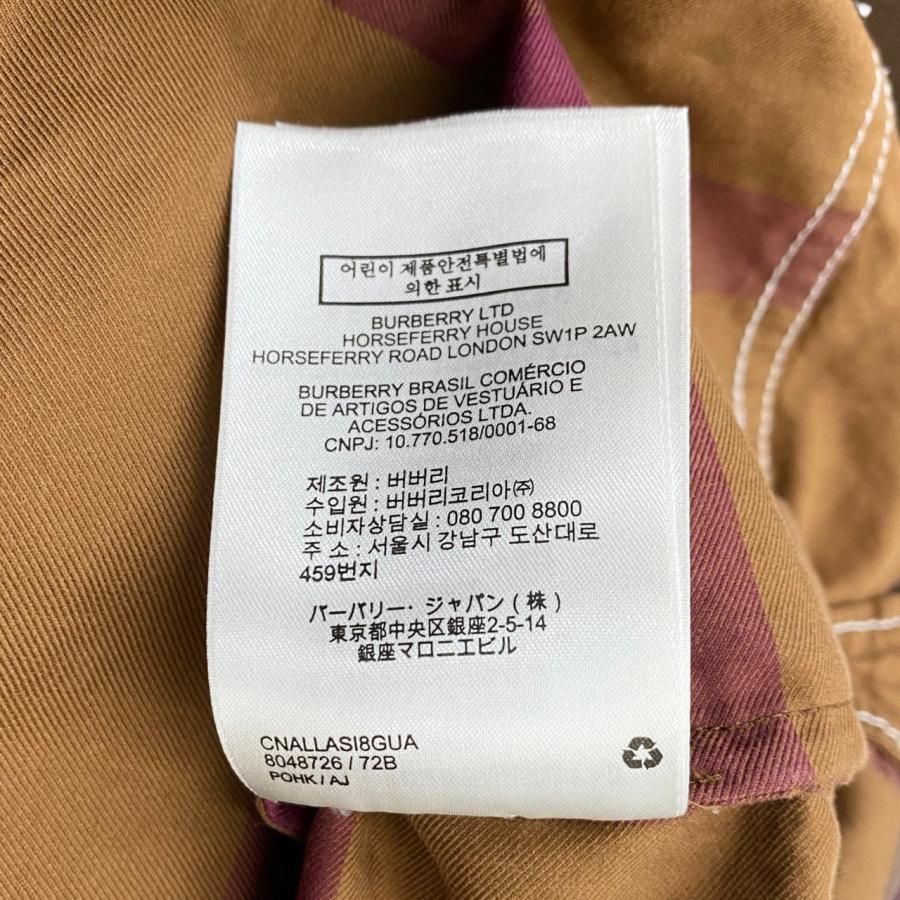 어린이 제품안전특별법에
의한 표시
BURBERRY LTD
HORSEFERRY HOUSE
HORSEFERRY ROAD LONDON SW1P 2AW
BURBERRY BRASIL COMÉRCIO
DE ARTIGOS DE VESTUÁRIO E
ACESSÓRIOS LTDA.
CNPJ: 10.770.518/0001-68
제조원 : 버버리
수입원 : 버버리코리아㈜
소비자상담실 : 080 700 8800
주 소 : 서울시 강남구 도산대로
459번지
バーバリー・ジャパン ( 株 )
東京都中央区銀座2-5-14
銀座マロニエビル
CNALLASI8GUA
8048726 / 72B
POHK / AJ